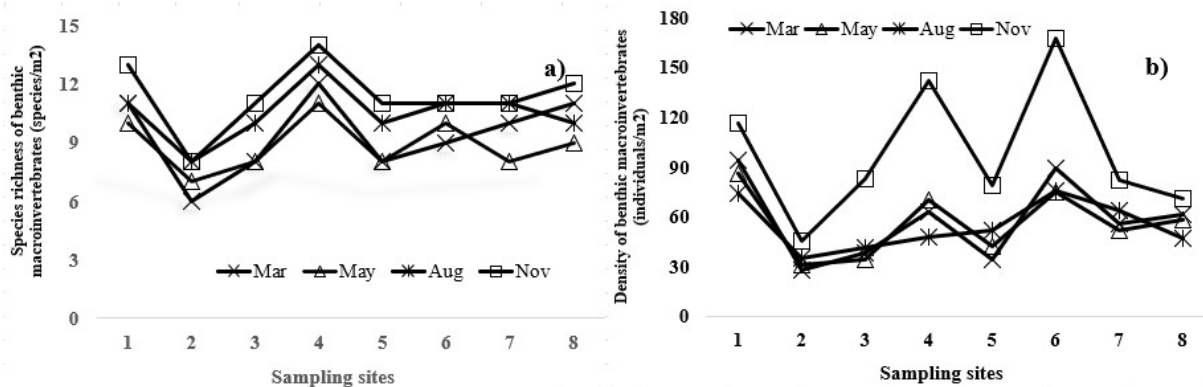 Species richness of benthic
macroinvertebrates (species/m2)
15
12
9
6
3
0
a)
Mar May Aug Nov
1 2 3 4 5 6 7 8
Sampling sites
Density of benthic macroinvertebrates
(individuals/m2)
180
150
120
90
60
30
0
Mar May Aug Nov
b)
1 2 3 4 5 6 7 8
Sampling sites